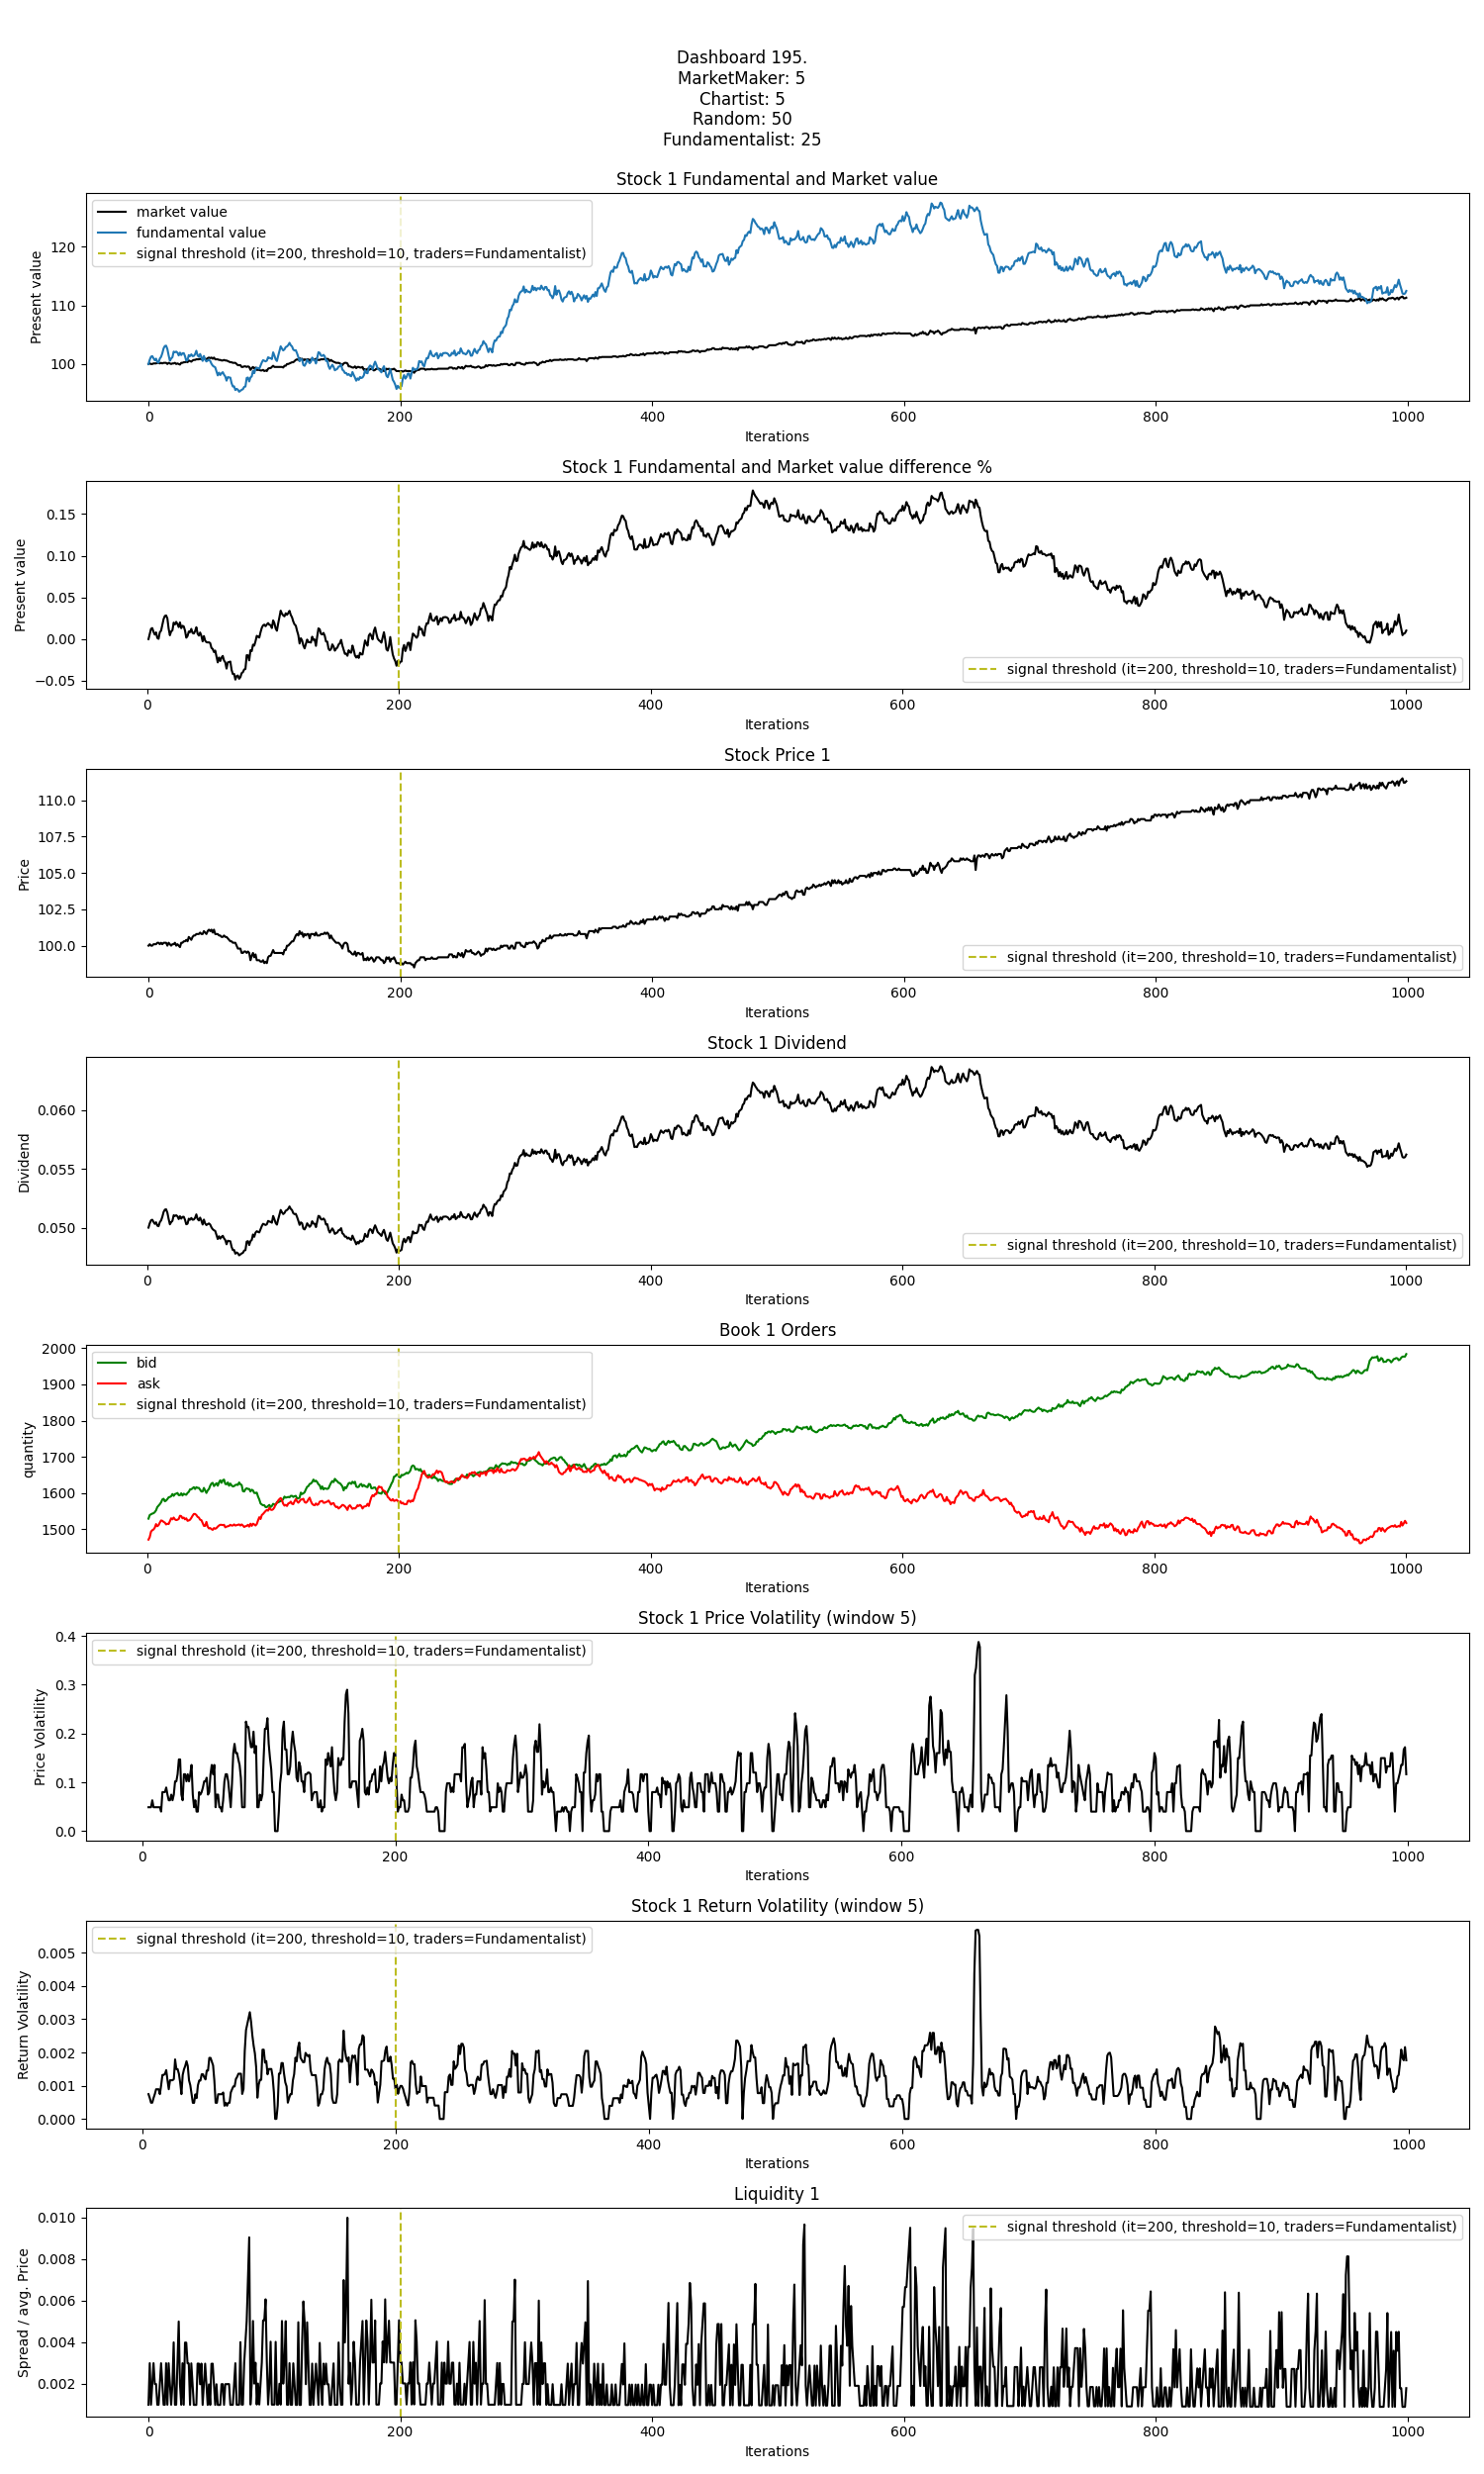 Dashboard 195.
MarketMaker: 5
Chartist: 5
Random: 50
Fundamentalist: 25
Stock 1 Fundamental and Market value
market value
fundamental value
signal threshold (it=200, threshold=10, traders=Fundamentalist)
Present value
120
110
100
0 200 400 600 800 1000
Iterations
Stock 1 Fundamental and Market value difference %
Present value
0.15
0.10
0.05
0.00
−0.05
signal threshold (it=200, threshold=10, traders=Fundamentalist)
0 200 400 600 800 1000
Iterations
Stock Price 1
Price
110.0
107.5
105.0
102.5
100.0
signal threshold (it=200, threshold=10, traders=Fundamentalist)
0 200 400 600 800 1000
Iterations
Stock 1 Dividend
Dividend
0.060
0.055
0.050
signal threshold (it=200, threshold=10, traders=Fundamentalist)
0 200 400 600 800 1000
Iterations
Book 1 Orders
bid
ask
signal threshold (it=200, threshold=10, traders=Fundamentalist)
quantity
2000
1900
1800
1700
1600
1500
0 200 400 600 800 1000
Iterations
Stock 1 Price Volatility (window 5)
signal threshold (it=200, threshold=10, traders=Fundamentalist)
Price Volatility
0.4
0.3
0.2
0.1
0.0
0 200 400 600 800 1000
Iterations
Stock 1 Return Volatility (window 5)
signal threshold (it=200, threshold=10, traders=Fundamentalist)
Return Volatility
0.005
0.004
0.003
0.002
0.001
0.000
0 200 400 600 800 1000
Iterations
Liquidity 1
signal threshold (it=200, threshold=10, traders=Fundamentalist)
Spread / avg. Price
0.010
0.008
0.006
0.004
0.002
0 200 400 600 800 1000
Iterations